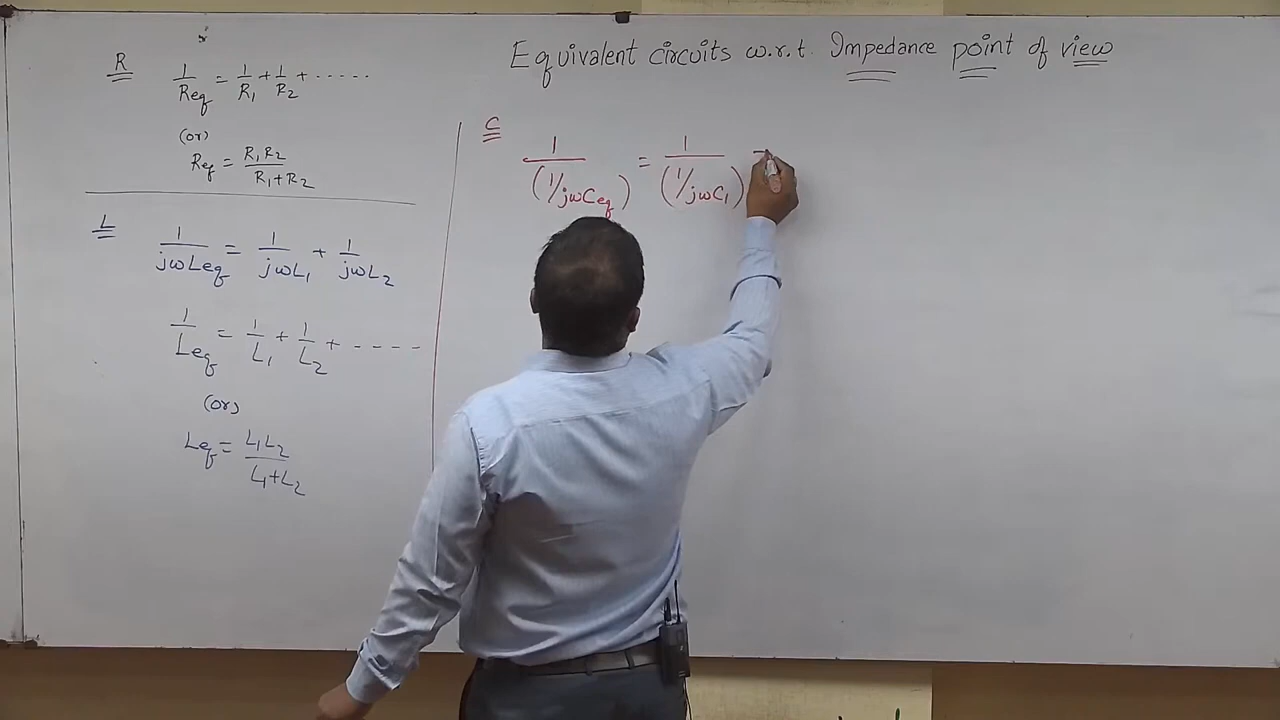 Equivalent circuits w.r.t. Impedance point of view
R
1/Req = 1/R₁ + 1/R₂ + ......
(or)
Req = R₁R₂/R₁+R₂
L
1/jωLeq = 1/jωL₁ + 1/jωL₂
1/Leq = 1/L₁ + 1/L₂ + ----
(or)
Leq = L₁L₂/L₁+L₂
C
1/(1/jωCeq) = 1/(1/jωC₁)